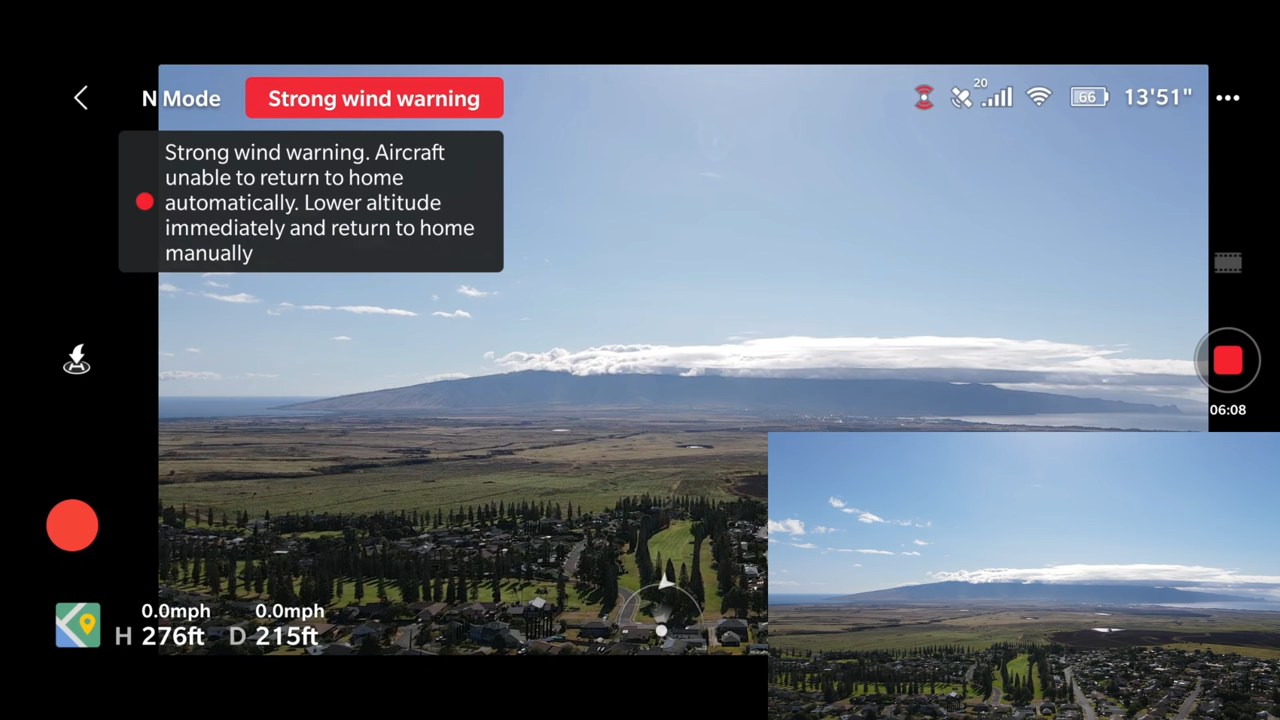 N Mode
Strong wind warning
20
66
13'51"
Strong wind warning. Aircraft
unable to return to home
automatically. Lower altitude
immediately and return to home
manually
06:08
0.0mph 0.0mph
H 276ft D 215ft